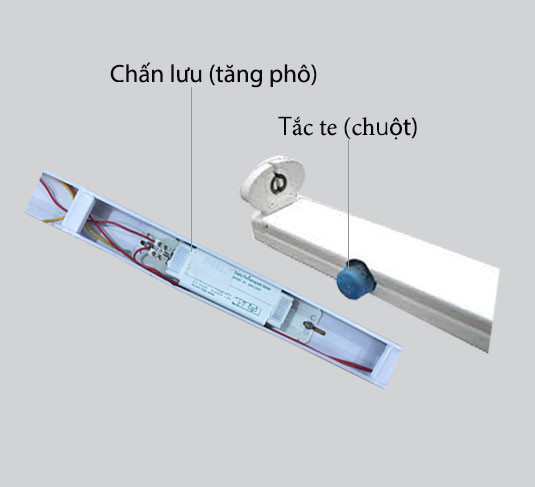 Chấn lưu (tăng phô)
Tắc te (chuột)